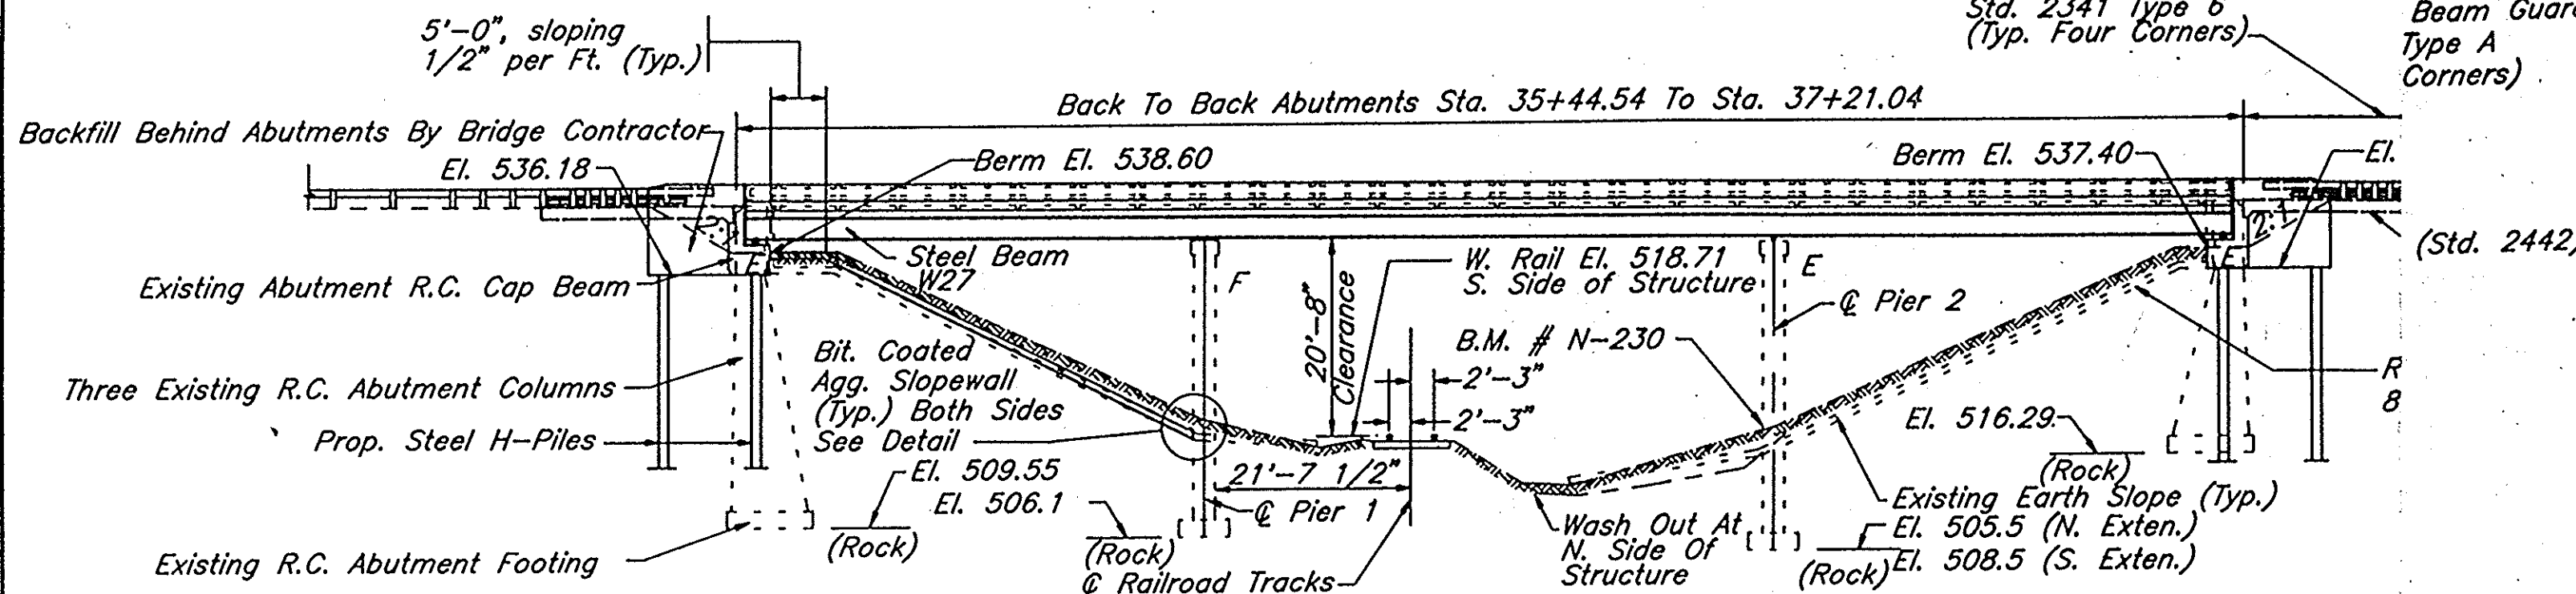 5'-0", sloping
1/2" per Ft. (Typ.)
Std. 2341 Type 6
(Typ. Four Corners)
Beam Guar
Type A
Corners)
Back To Back Abutments Sta. 35+44.54 To Sta. 37+21.04
Backfill Behind Abutments By Bridge Contractor
El. 536.18
Berm El. 538.60
Berm El. 537.40
El.
2:
(Std. 2442)
Steel Beam
W27
W. Rail El. 518.71
S. Side of Structure
F
E
E
Existing Abutment R.C. Cap Beam
20'-8"
Clearance
℄ Pier 2
B.M. # N-230
Bit. Coated
Agg. Slopewall
(Typ.) Both Sides
See Detail
2'-3"
2'-3"
Three Existing R.C. Abutment Columns
R
8
Prop. Steel H-Piles
El. 516.29
(Rock)
El. 509.55
(Rock)
El. 506.1
(Rock)
21'-7 1/2"
℄ Pier 1
Existing Earth Slope (Typ.)
Wash Out At
N. Side Of
Structure
El. 505.5 (N. Exten.)
(Rock)
El. 508.5 (S. Exten.)
Existing R.C. Abutment Footing
℄ Railroad Tracks